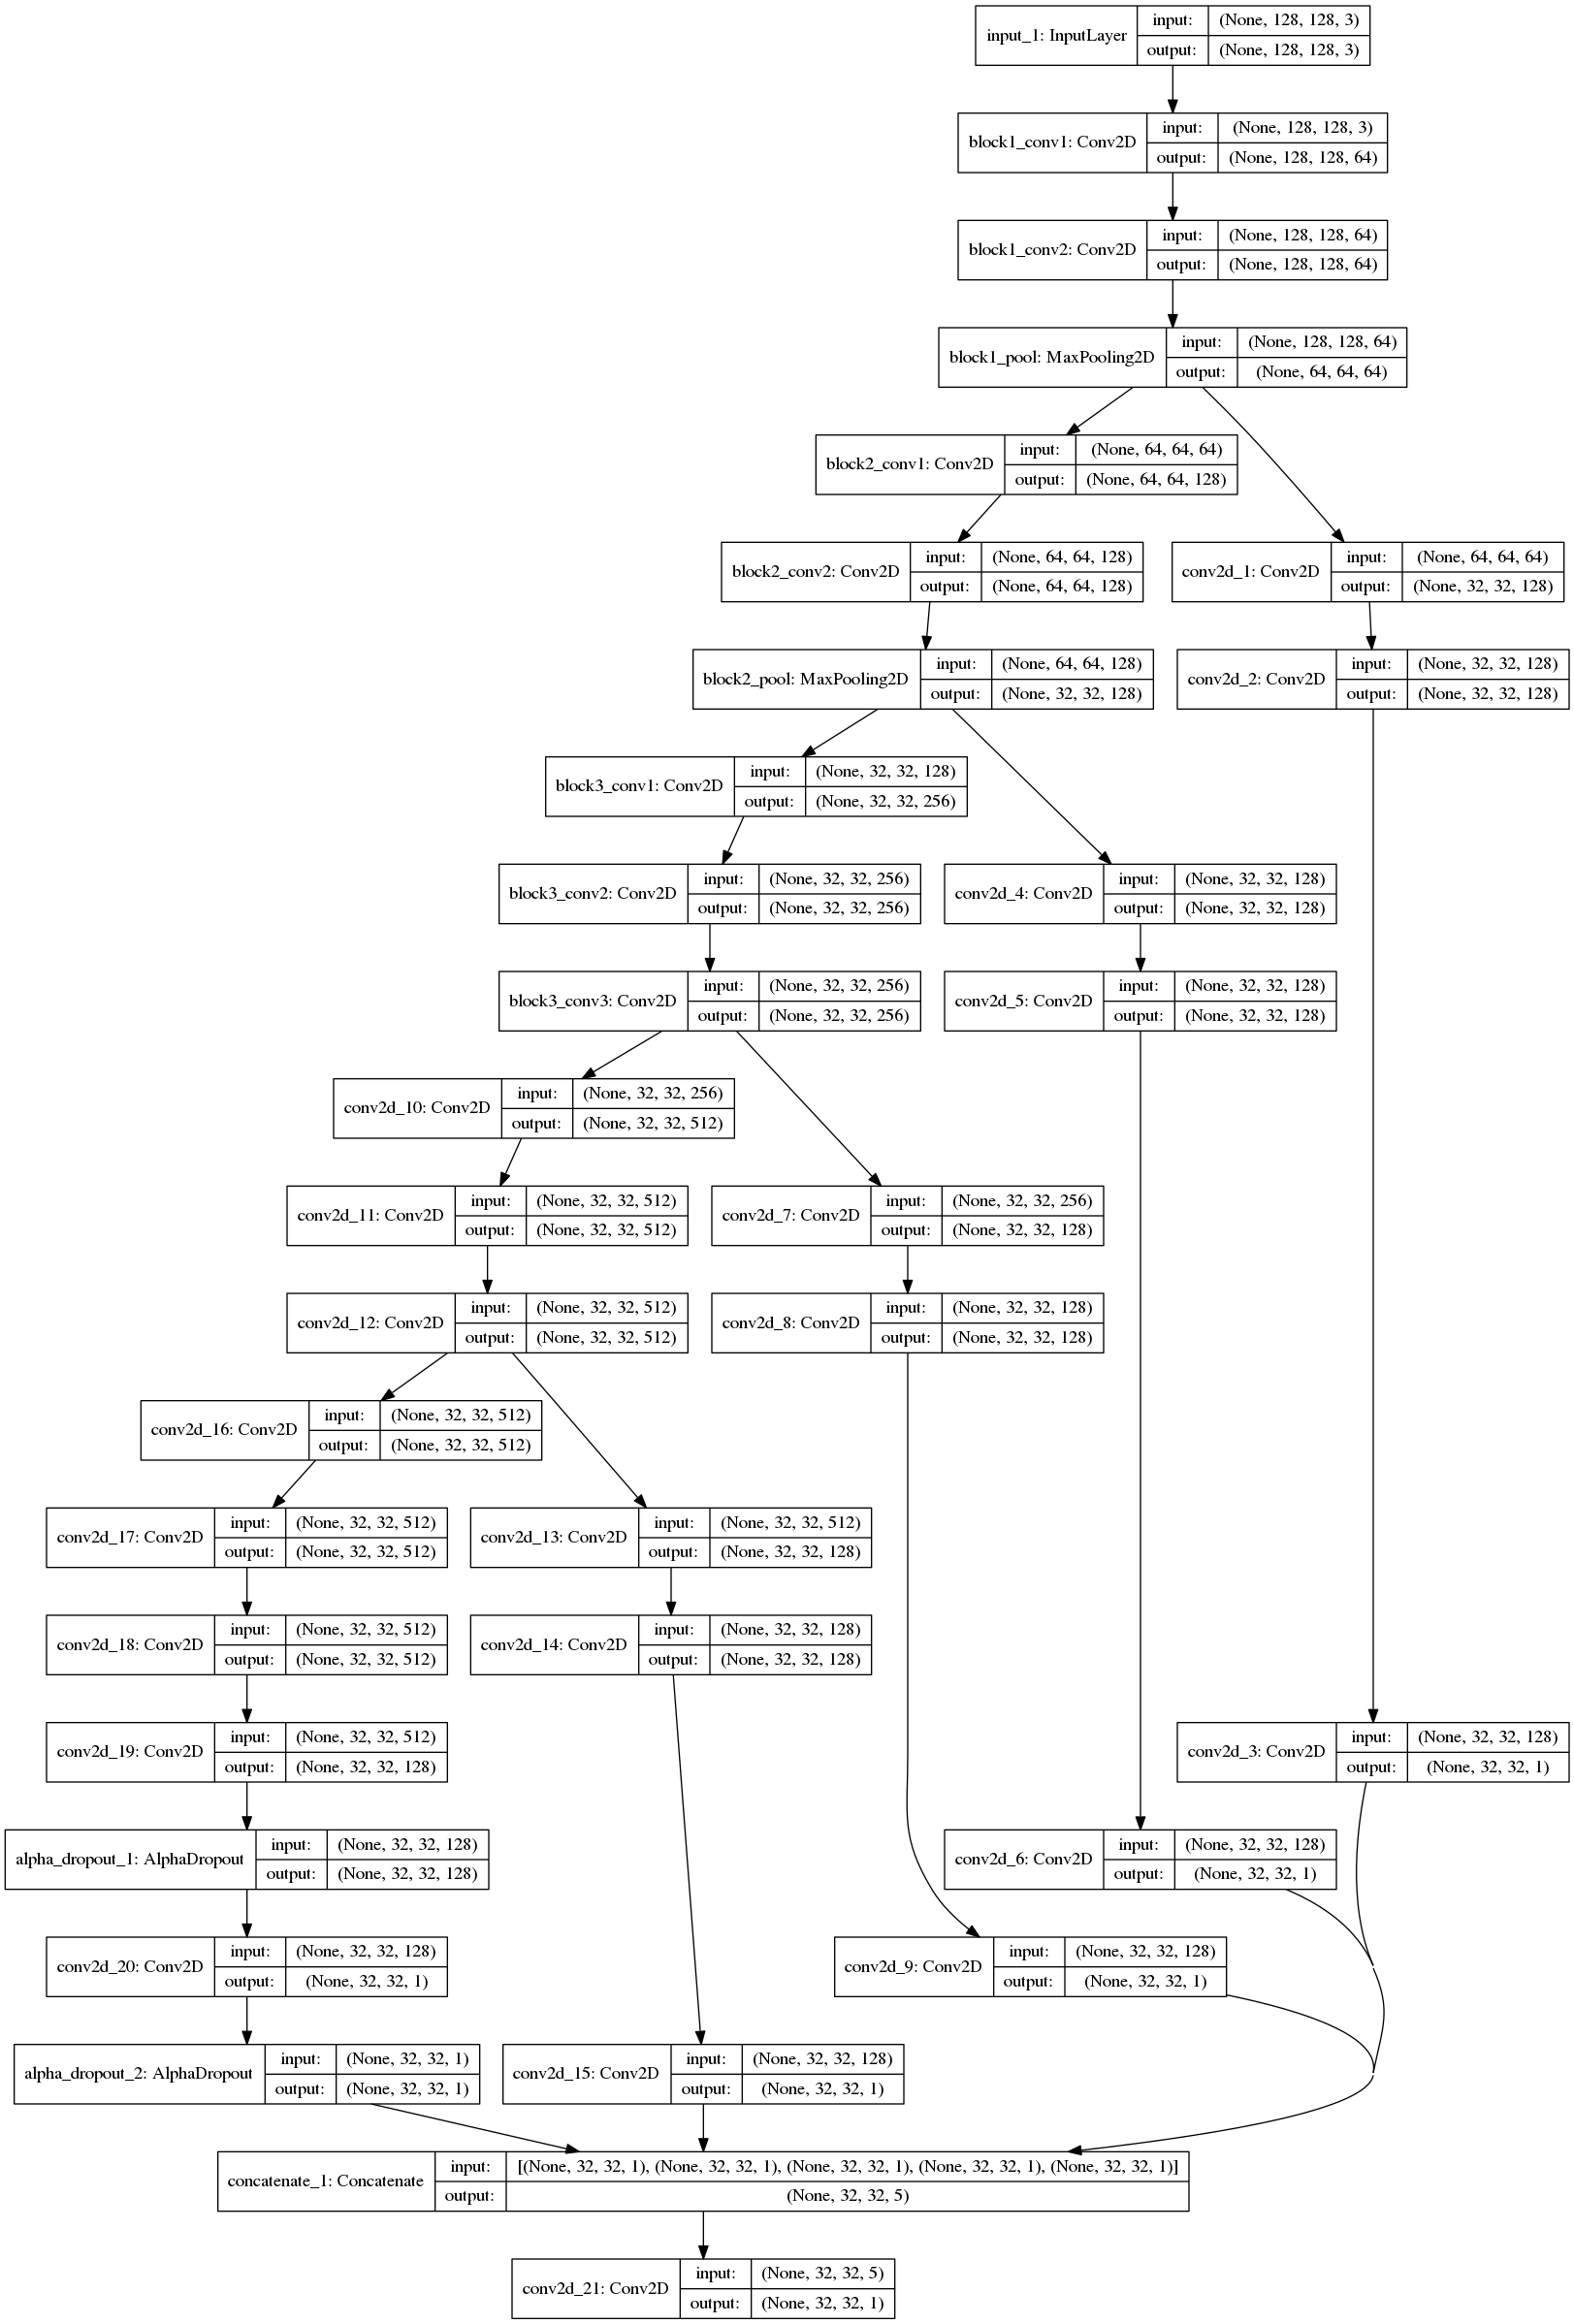 input_1: InputLayer
input: (None, 128, 128, 3)
output: (None, 128, 128, 3)
block1_conv1: Conv2D
input: (None, 128, 128, 3)
output: (None, 128, 128, 64)
block1_conv2: Conv2D
input: (None, 128, 128, 64)
output: (None, 128, 128, 64)
block1_pool: MaxPooling2D
input: (None, 128, 128, 64)
output: (None, 64, 64, 64)
block2_conv1: Conv2D
input: (None, 64, 64, 64)
output: (None, 64, 64, 128)
block2_conv2: Conv2D
input: (None, 64, 64, 128)
output: (None, 64, 64, 128)
conv2d_1: Conv2D
input: (None, 64, 64, 64)
output: (None, 32, 32, 128)
block2_pool: MaxPooling2D
input: (None, 64, 64, 128)
output: (None, 32, 32, 128)
conv2d_2: Conv2D
input: (None, 32, 32, 128)
output: (None, 32, 32, 128)
block3_conv1: Conv2D
input: (None, 32, 32, 128)
output: (None, 32, 32, 256)
block3_conv2: Conv2D
input: (None, 32, 32, 256)
output: (None, 32, 32, 256)
conv2d_4: Conv2D
input: (None, 32, 32, 128)
output: (None, 32, 32, 128)
block3_conv3: Conv2D
input: (None, 32, 32, 256)
output: (None, 32, 32, 256)
conv2d_5: Conv2D
input: (None, 32, 32, 128)
output: (None, 32, 32, 128)
conv2d_10: Conv2D
input: (None, 32, 32, 256)
output: (None, 32, 32, 512)
conv2d_11: Conv2D
input: (None, 32, 32, 512)
output: (None, 32, 32, 512)
conv2d_7: Conv2D
input: (None, 32, 32, 256)
output: (None, 32, 32, 128)
conv2d_12: Conv2D
input: (None, 32, 32, 512)
output: (None, 32, 32, 512)
conv2d_8: Conv2D
input: (None, 32, 32, 128)
output: (None, 32, 32, 128)
conv2d_16: Conv2D
input: (None, 32, 32, 512)
output: (None, 32, 32, 512)
conv2d_17: Conv2D
input: (None, 32, 32, 512)
output: (None, 32, 32, 512)
conv2d_13: Conv2D
input: (None, 32, 32, 512)
output: (None, 32, 32, 128)
conv2d_18: Conv2D
input: (None, 32, 32, 512)
output: (None, 32, 32, 512)
conv2d_14: Conv2D
input: (None, 32, 32, 128)
output: (None, 32, 32, 128)
conv2d_19: Conv2D
input: (None, 32, 32, 512)
output: (None, 32, 32, 128)
conv2d_3: Conv2D
input: (None, 32, 32, 128)
output: (None, 32, 32, 1)
alpha_dropout_1: AlphaDropout
input: (None, 32, 32, 128)
output: (None, 32, 32, 128)
conv2d_6: Conv2D
input: (None, 32, 32, 128)
output: (None, 32, 32, 1)
conv2d_20: Conv2D
input: (None, 32, 32, 128)
output: (None, 32, 32, 1)
conv2d_9: Conv2D
input: (None, 32, 32, 128)
output: (None, 32, 32, 1)
alpha_dropout_2: AlphaDropout
input: (None, 32, 32, 1)
output: (None, 32, 32, 1)
conv2d_15: Conv2D
input: (None, 32, 32, 128)
output: (None, 32, 32, 1)
concatenate_1: Concatenate
input: [(None, 32, 32, 1), (None, 32, 32, 1), (None, 32, 32, 1), (None, 32, 32, 1), (None, 32, 32, 1)]
output: (None, 32, 32, 5)
conv2d_21: Conv2D
input: (None, 32, 32, 5)
output: (None, 32, 32, 1)